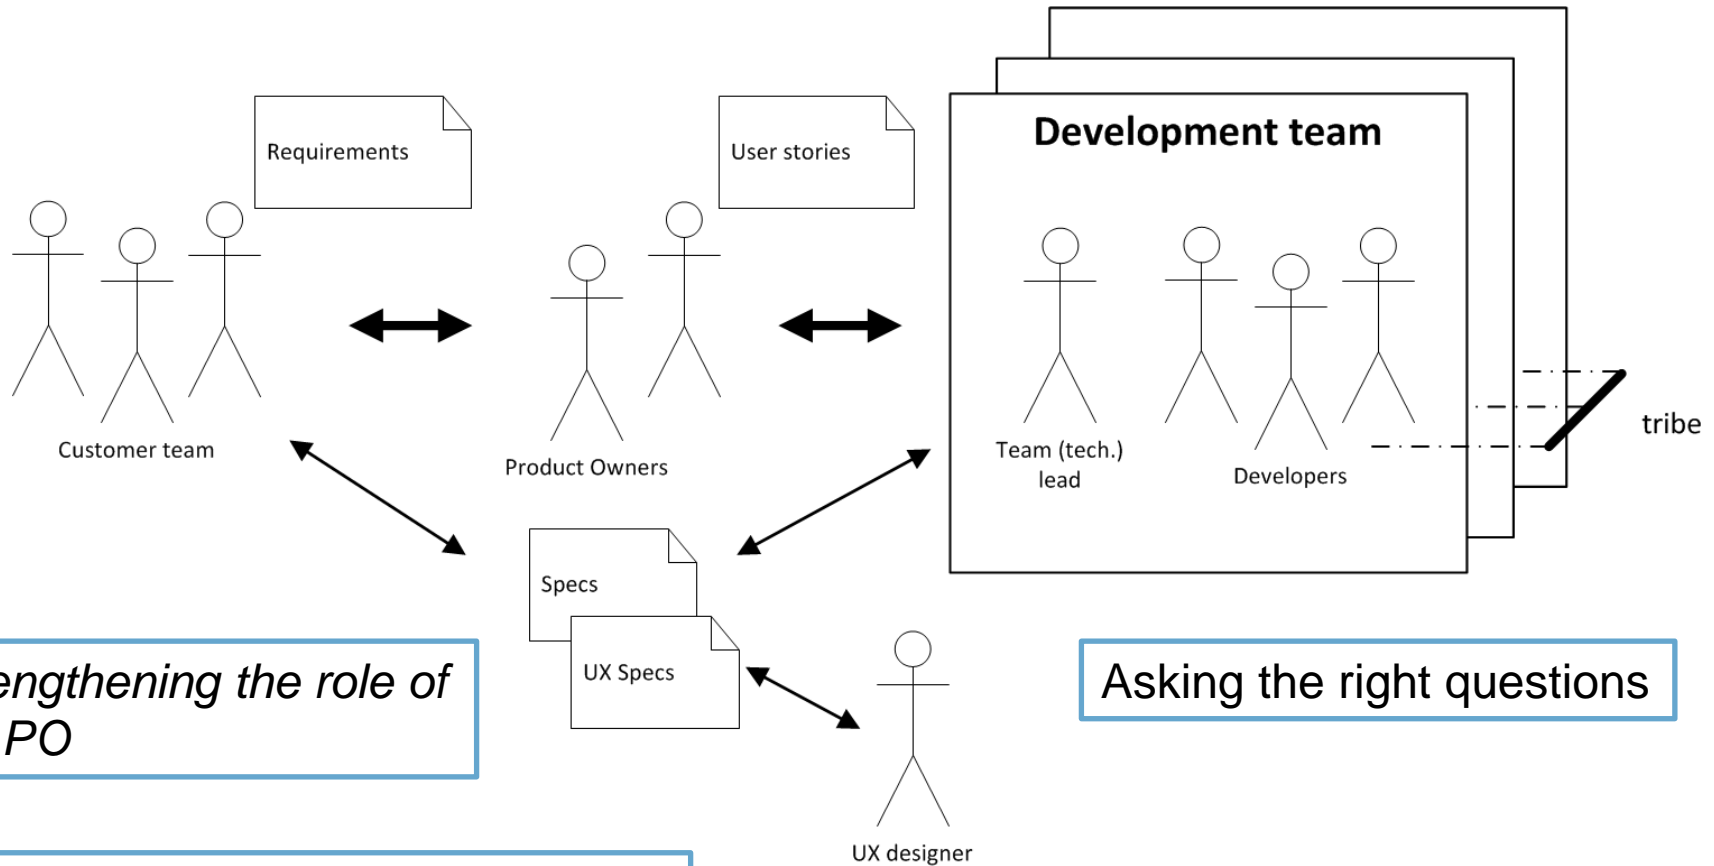 Development team
Requirements
User stories
Customer team
Product Owners
Team (tech.)
lead
Developers
tribe
Specs
UX Specs
the role of
PO
Asking the right questions
UX designer